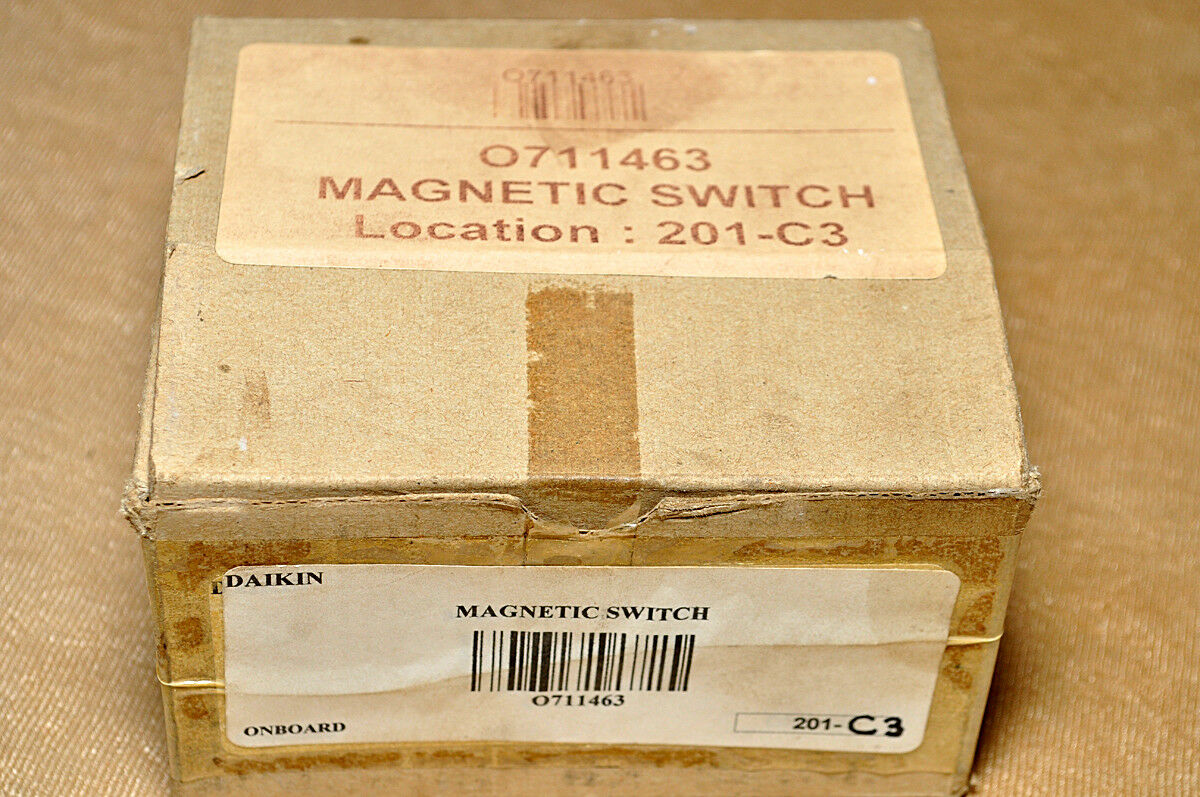 O711463
O711463
MAGNETIC SWITCH
Location : 201-C3
DAIKIN
MAGNETIC SWITCH
O711463
ONBOARD
201-C3